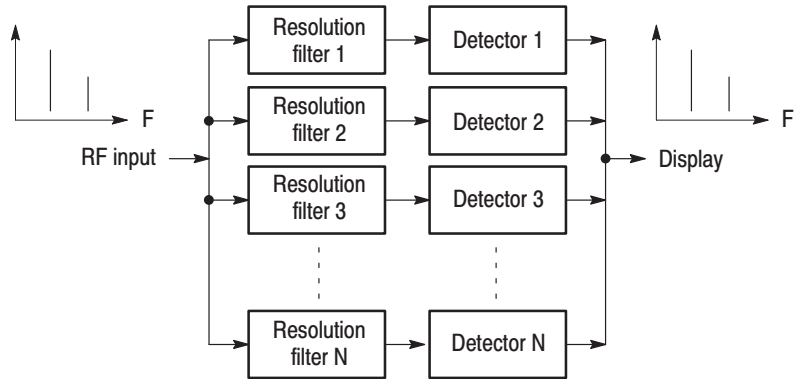 Resolution
filter 1
Detector 1
F
Resolution
filter 2
Detector 2
F
RF input
Display
Resolution
filter 3
Detector 3
Resolution
filter N
Detector N